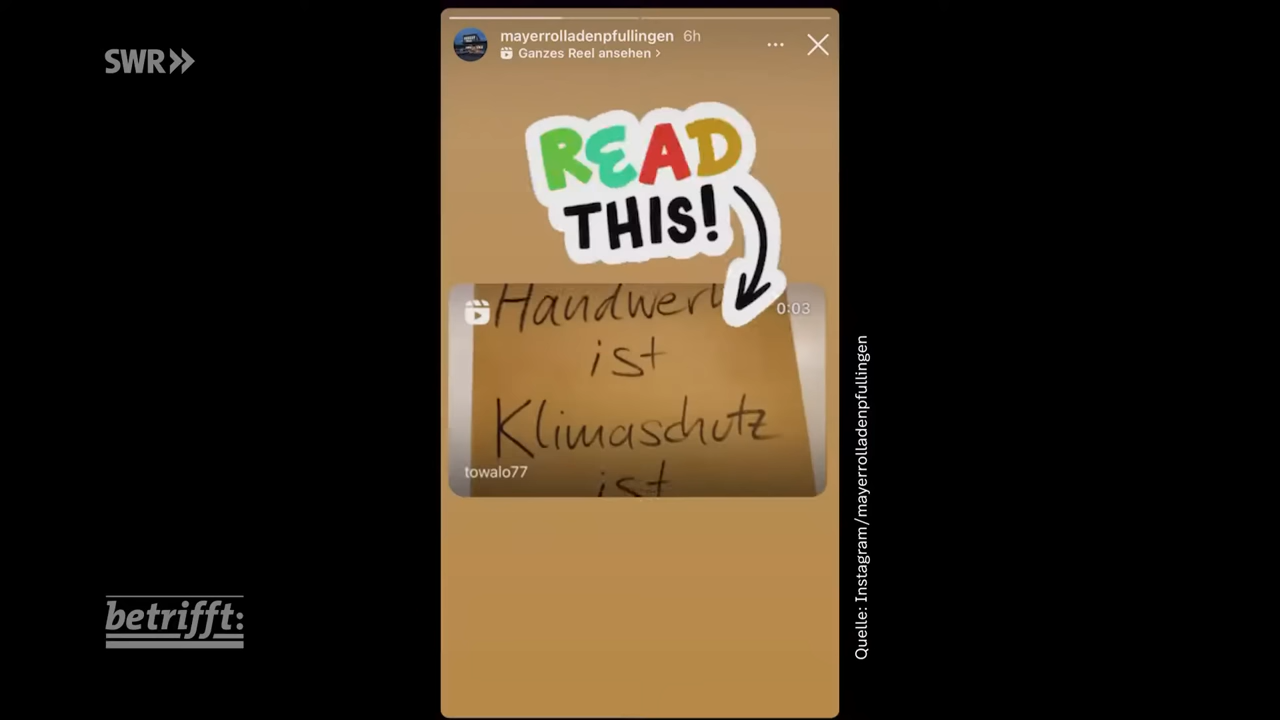 SWR
mayerrolladenpfullingen 6h
Ganzes Reel ansehen
READ
THIS!
0:03
Handwerk
ist
Klimaschutz
ist
towalo77
betrifft:
Quelle: Instagram/mayerrolladenpfullingen